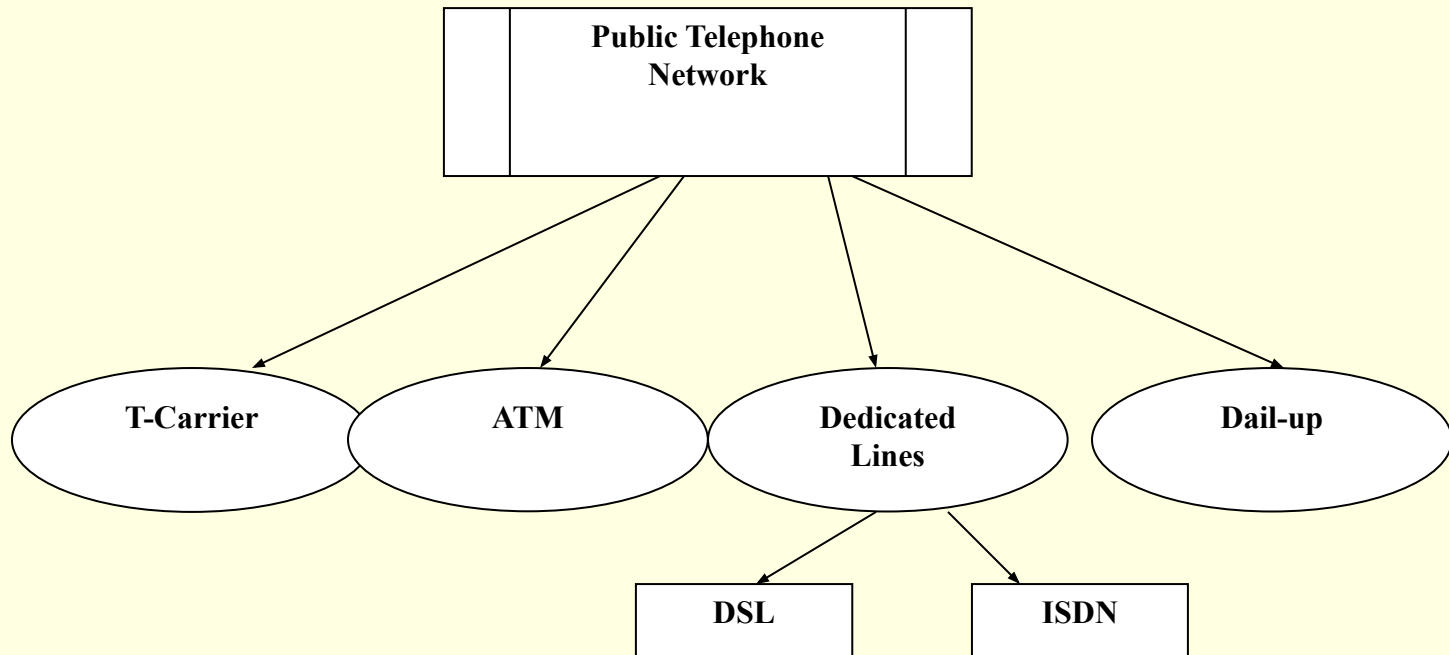 Public Telephone
Network
T-Carrier
ATM
Dedicated
Lines
Dail-up
DSL
ISDN